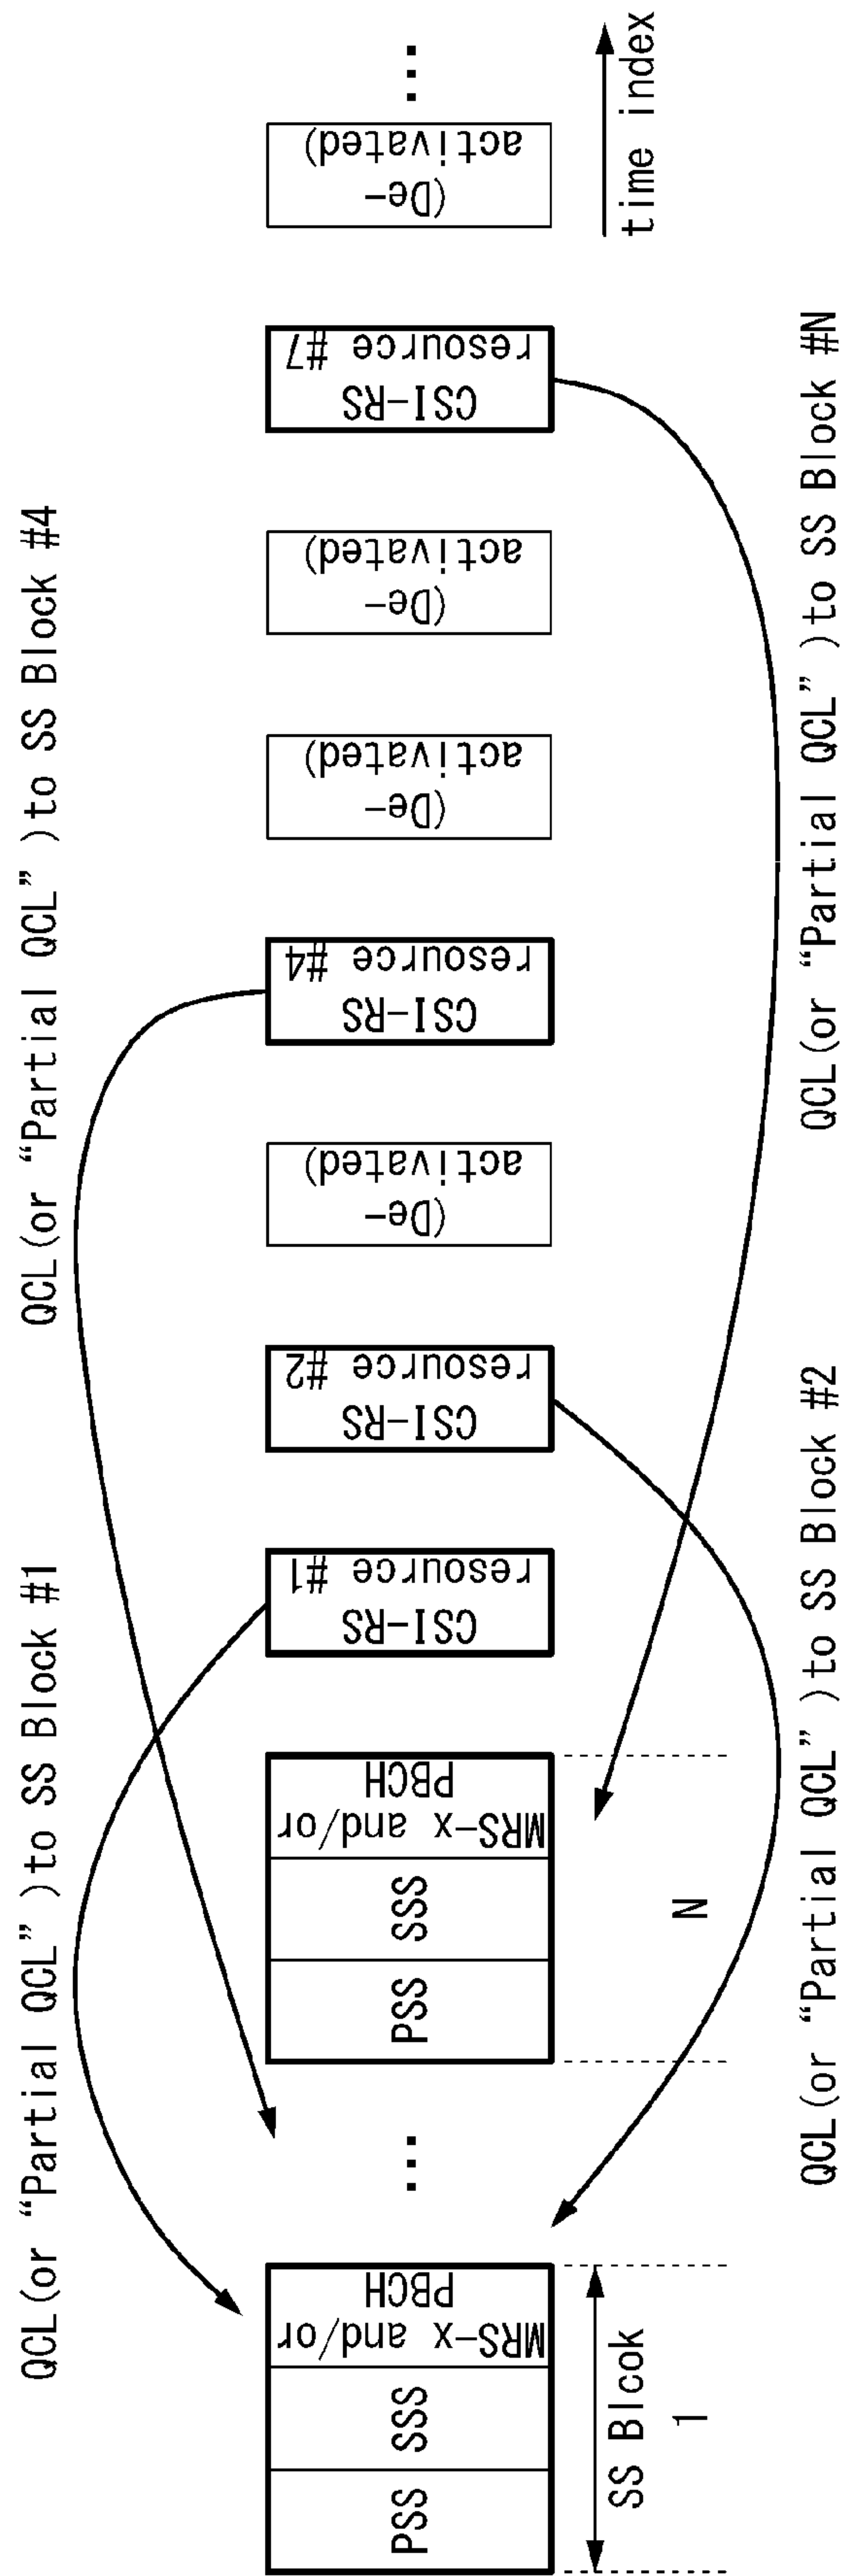 QCL(or “Partial QCL”)to SS Block #1
QCL(or “Partial QCL”)to SS Block #4
PSS
SSS
MRS-x and/or
PBCH
...
PSS
SSS
MRS-x and/or
PBCH
CSI-RS
resource #1
CSI-RS
resource #2
(De-
activated)
CSI-RS
resource #4
(De-
activated)
(De-
activated)
CSI-RS
resource #7
(De-
activated)
...
SS Blcok
1
N
time index
QCL(or “Partial QCL”)to SS Block #2
QCL(or “Partial QCL”)to SS Block #N